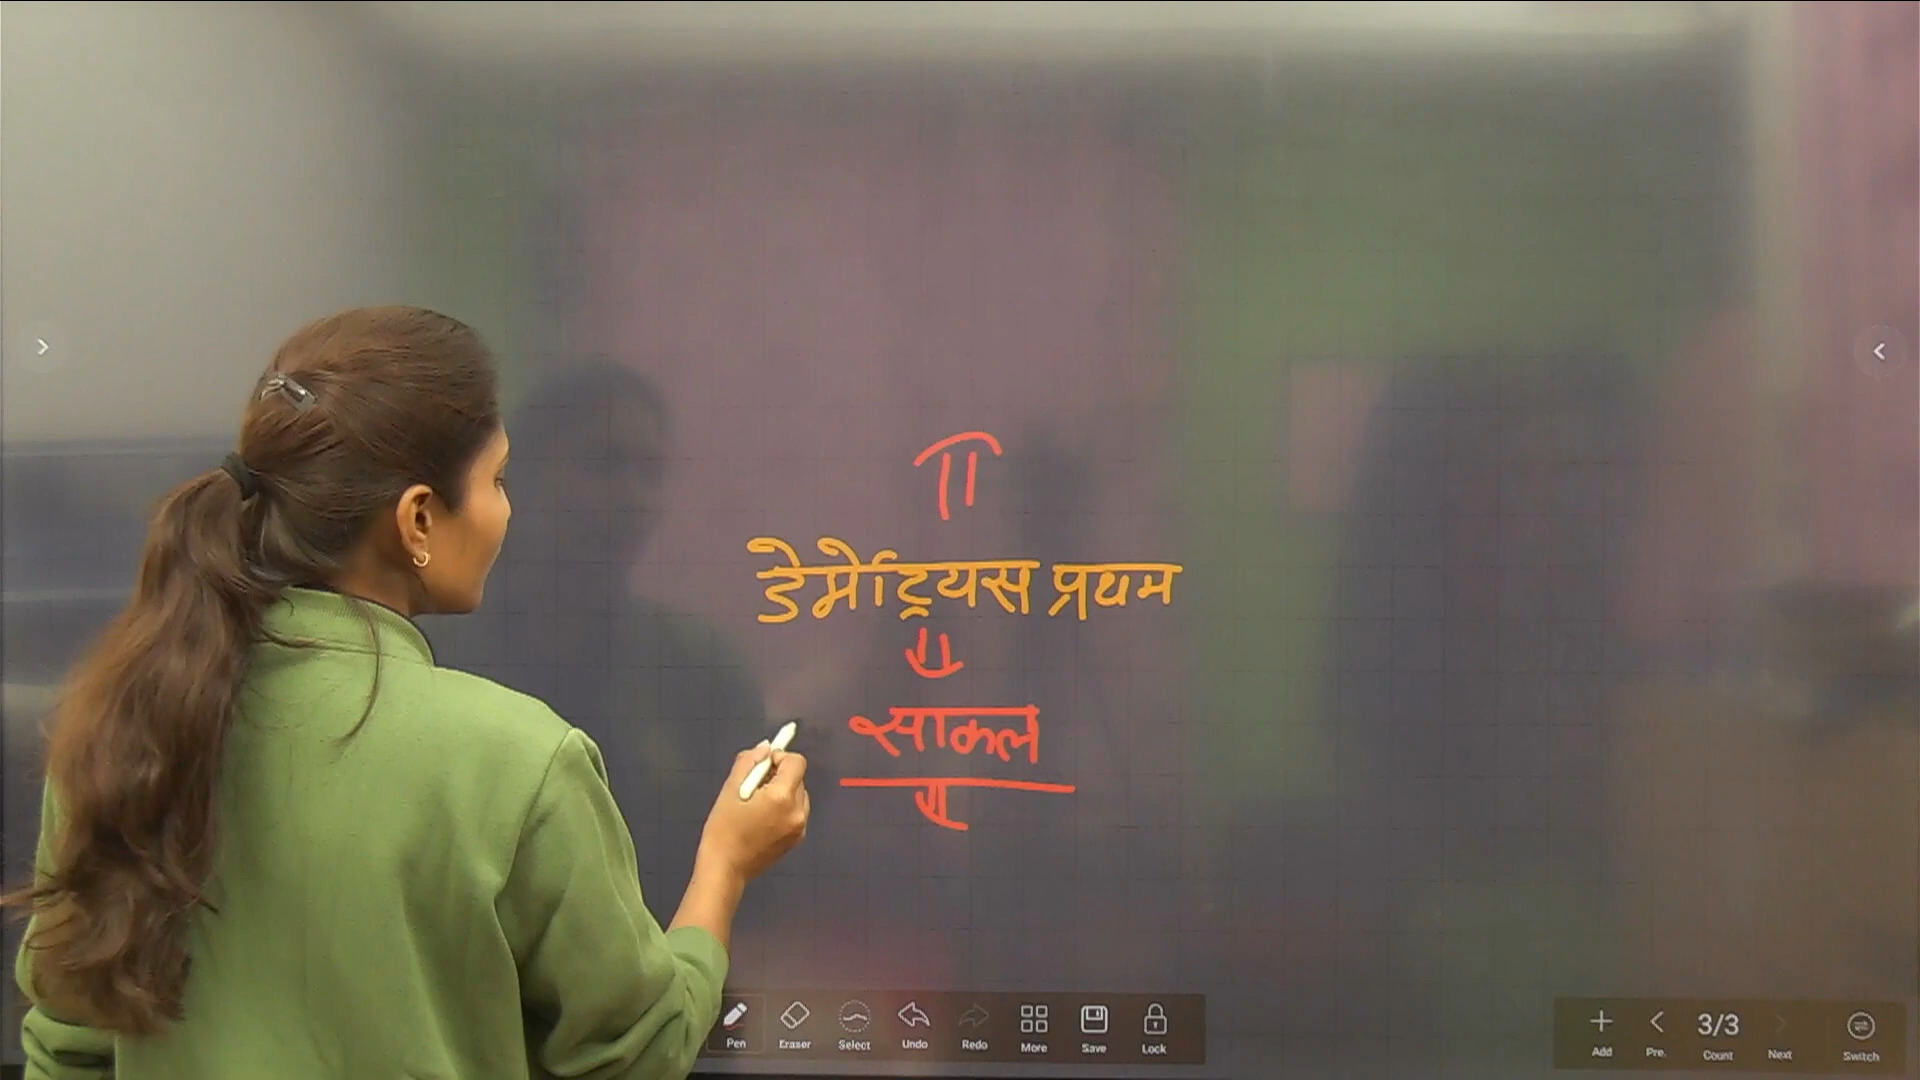 डेर्मेट्रियस प्रथम
साकल
Pen Eraser Select Undo Redo More Save Lock
Add Pre. 3/3 Count Next Switch